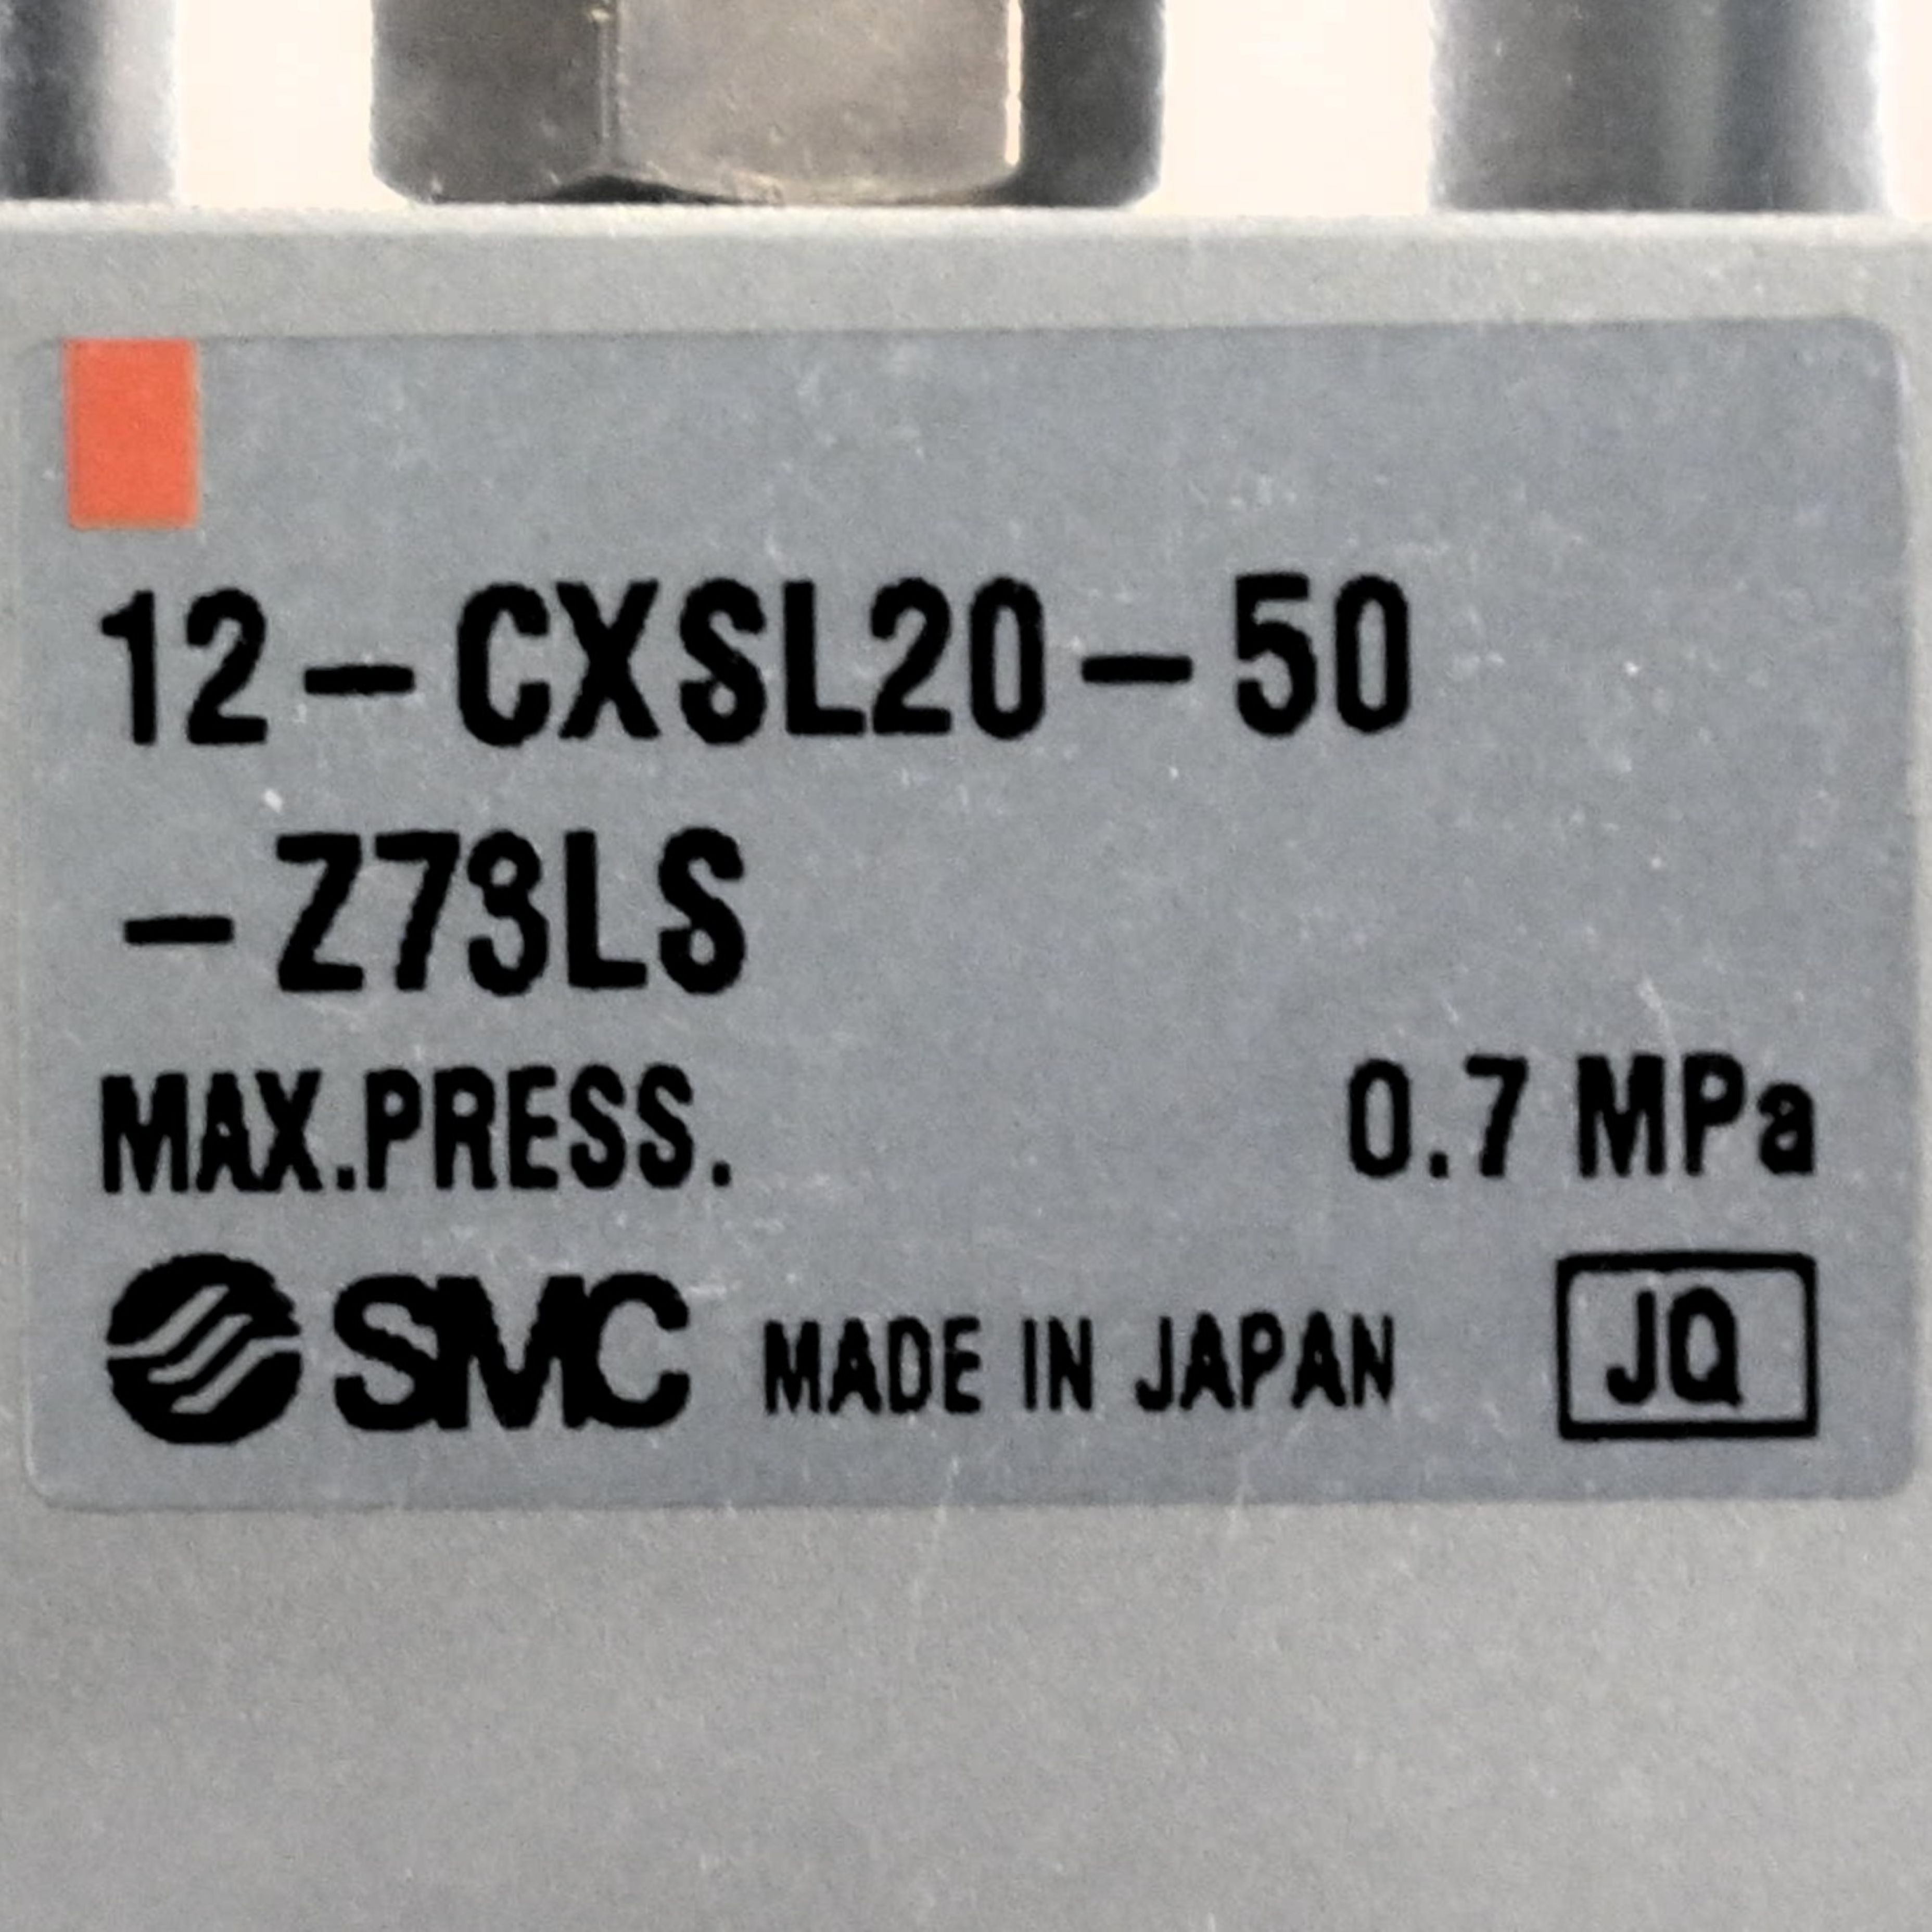 12-CXSL20-50
-Z73LS
MAX.PRESS. 0.7 MPa
SMC MADE IN JAPAN JQ